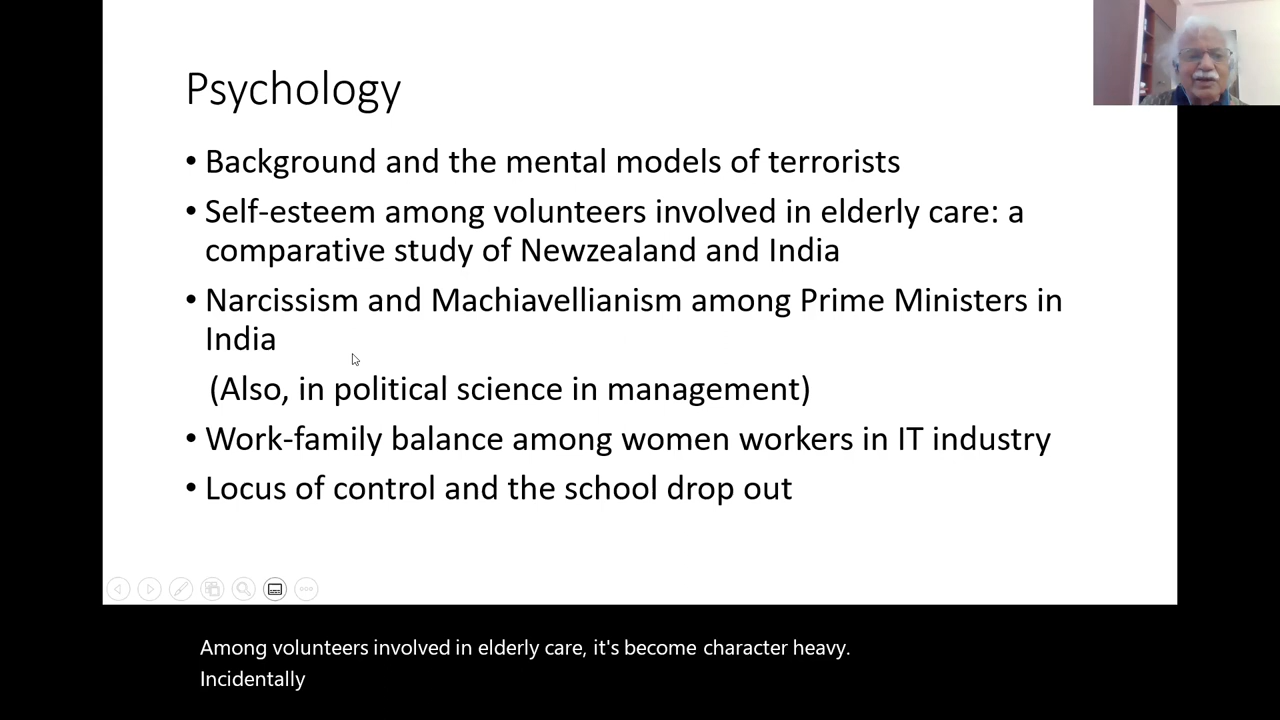 Psychology
• Background and the mental models of terrorists
• Self-esteem among volunteers involved in elderly care: a
comparative study of Newzealand and India
• Narcissism and Machiavellianism among Prime Ministers in
India
(Also, in political science in management)
• Work-family balance among women workers in IT industry
• Locus of control and the school drop out
Among volunteers involved in elderly care, it's become character heavy.
Incidentally